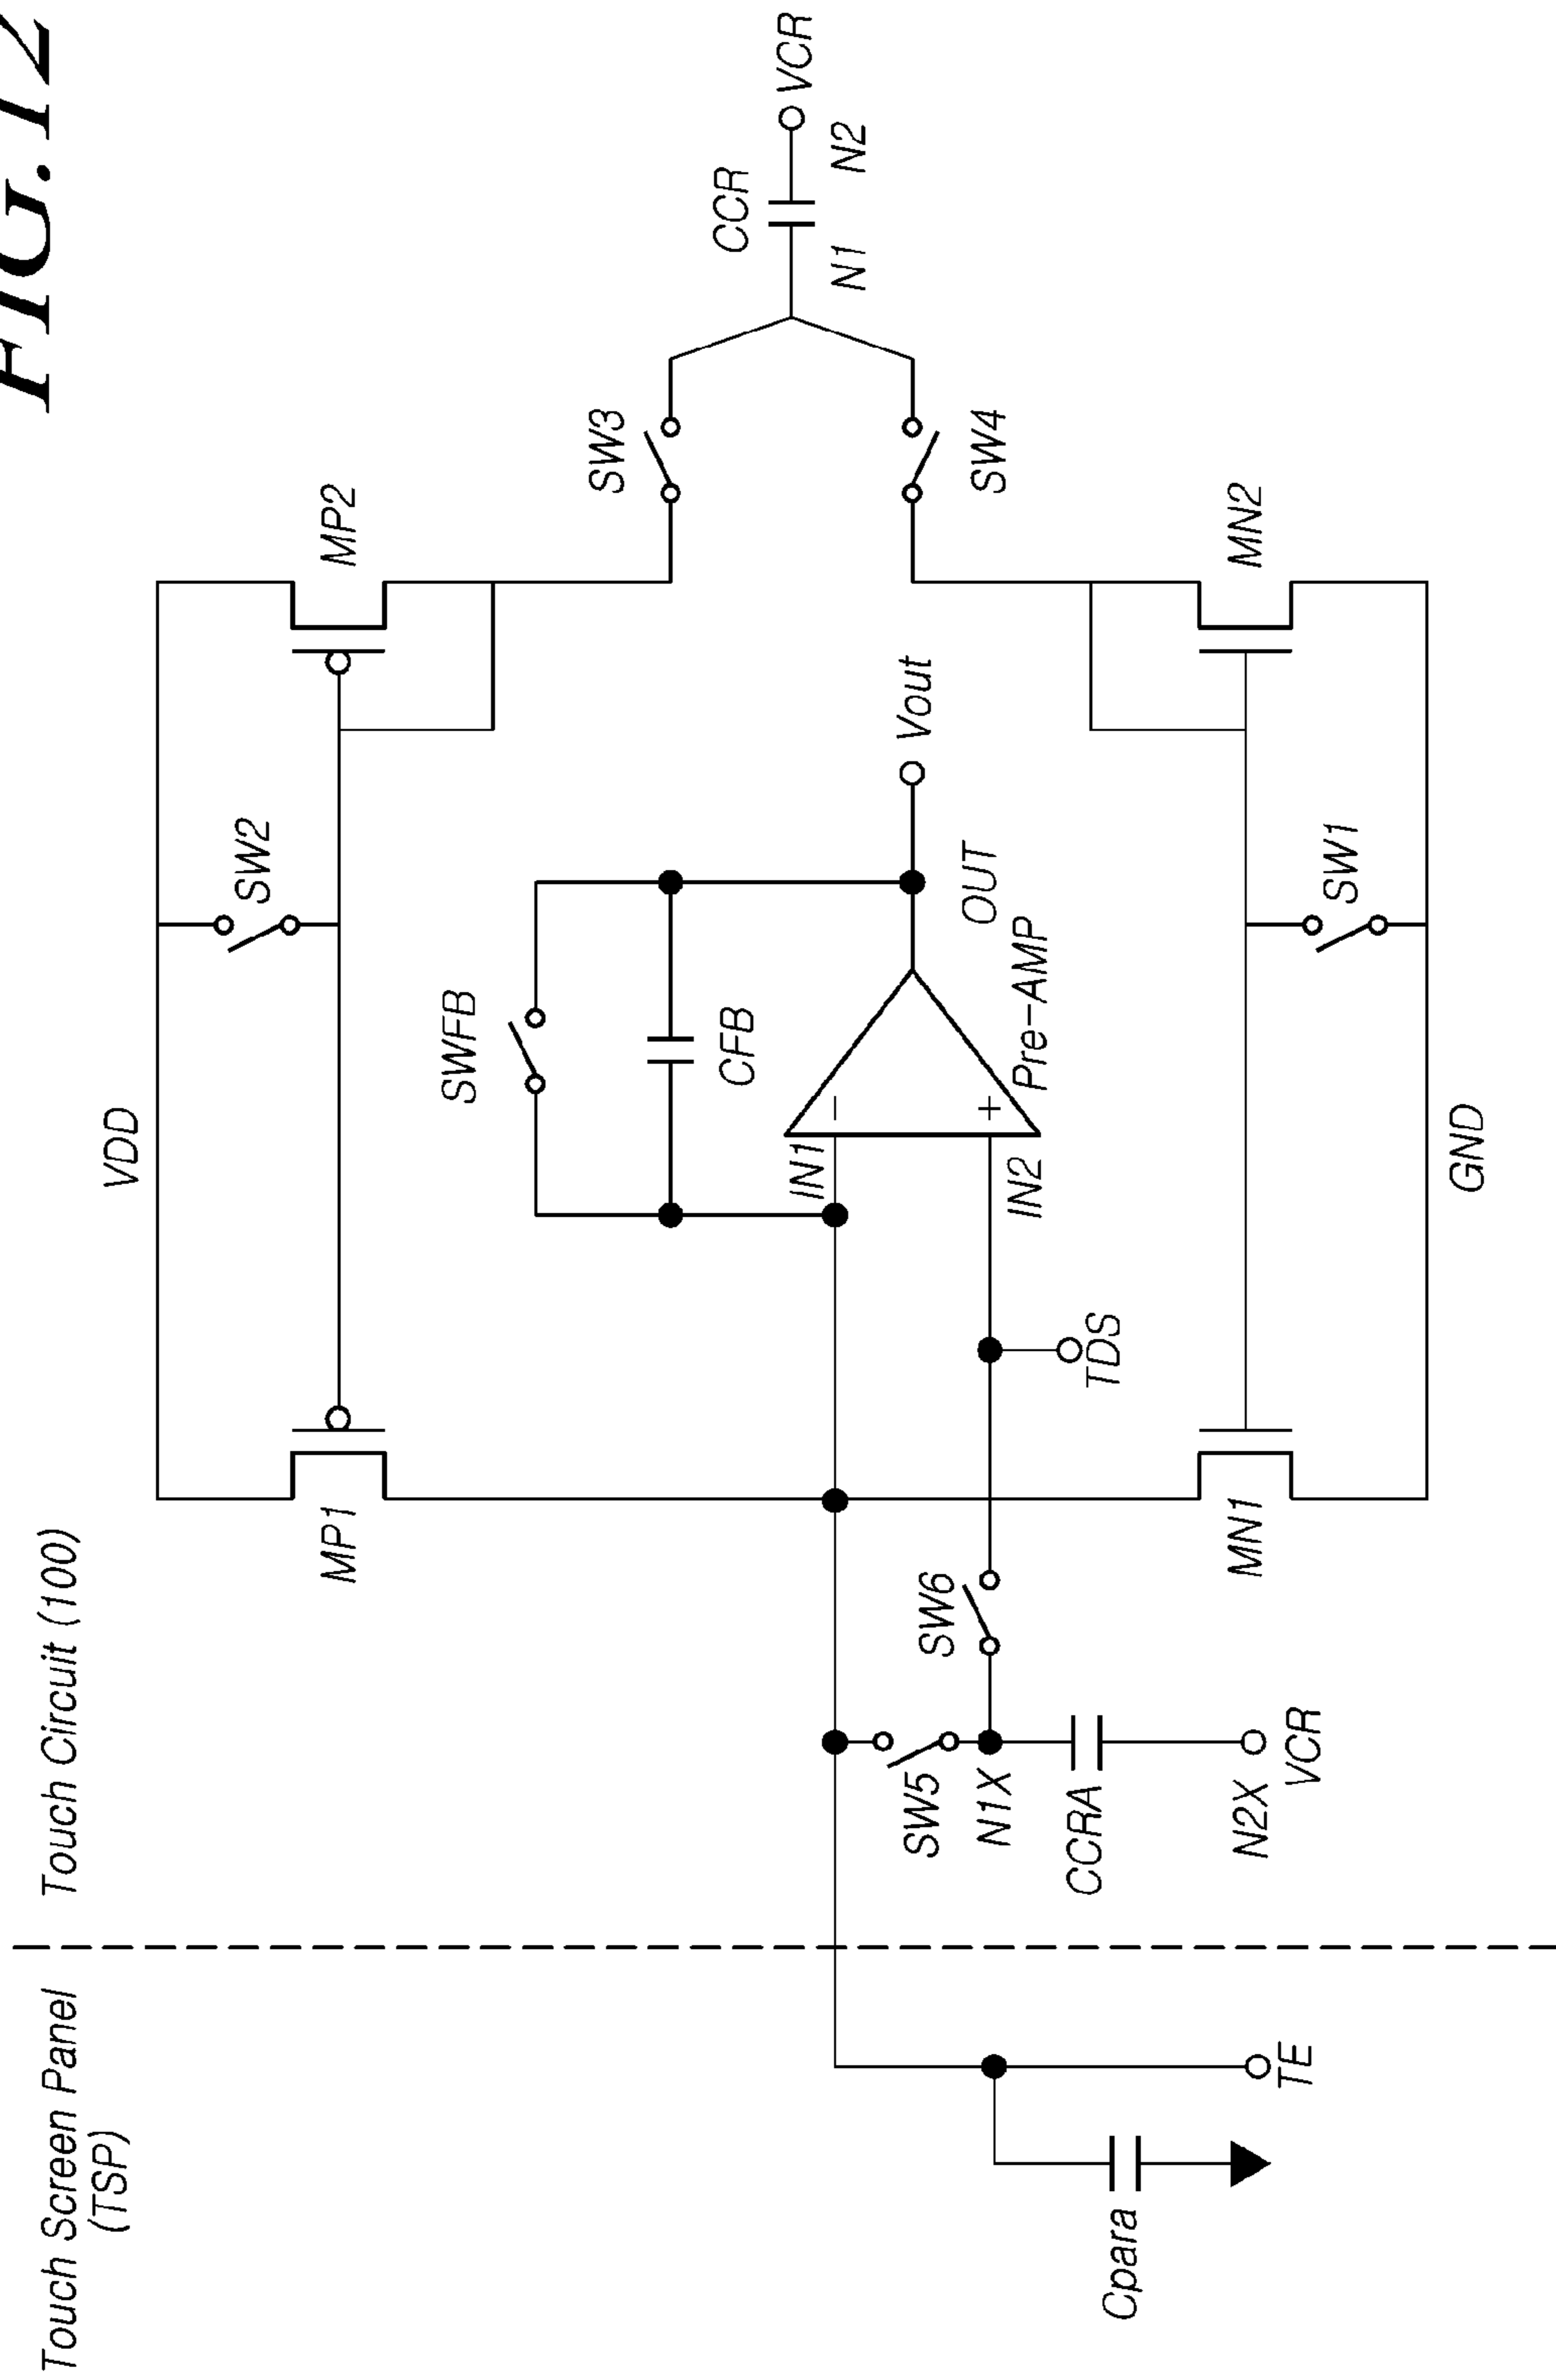 FIG.12
Touch Screen Panel
(TSP)
Touch Circuit (100)
VDD
MP1
SW2
MP2
SWFB
CFB
SW3
CCR
VCR
N1
N2
IN1
−
+
IN2
Pre-AMP
OUT
Vout
SW4
SW5
SW6
N1X
CCRA
N2X
VCR
TDS
MN1
SW1
MN2
GND
Cpara
TE